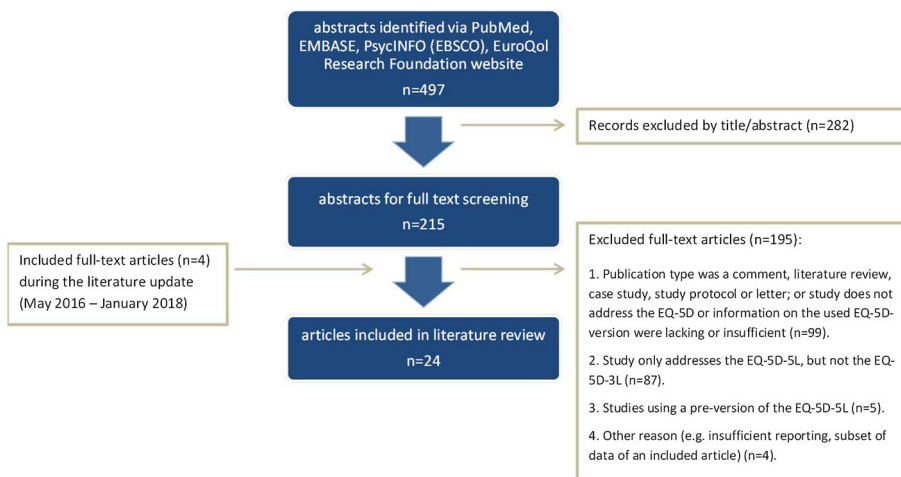 abstracts identified via PubMed,
EMBASE, PsycINFO (EBSCO), EuroQol
Research Foundation website
n=497
Records excluded by title/abstract (n=282)
abstracts for full text screening
n=215
Included full-text articles (n=4)
during the literature update
(May 2016 – January 2018)
Excluded full-text articles (n=195):
1. Publication type was a comment, literature review,
case study, study protocol or letter; or study does not
address the EQ-5D or information on the used EQ-5D-
version were lacking or insufficient (n=99).
2. Study only addresses the EQ-5D-5L, but not the EQ-
5D-3L (n=87).
3. Studies using a pre-version of the EQ-5D-5L (n=5).
4. Other reason (e.g. insufficient reporting, subset of
data of an included article) (n=4).
articles included in literature review
n=24